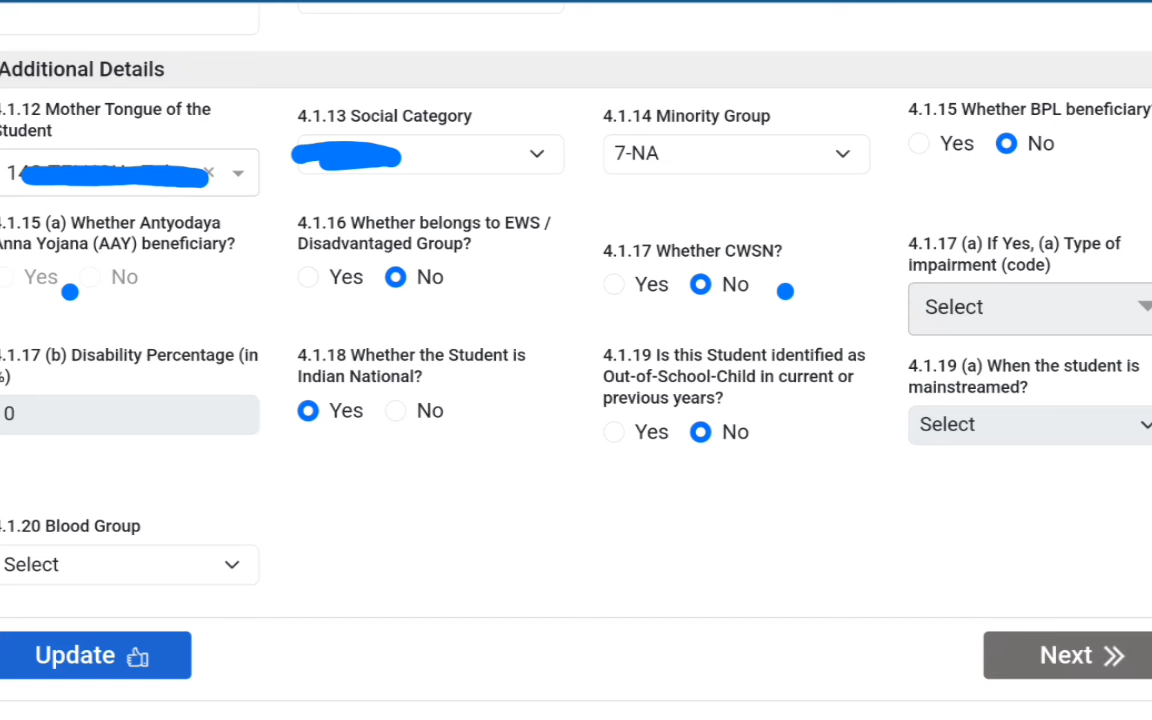 Additional Details
4.1.12 Mother Tongue of the
Student
4.1.13 Social Category
4.1.14 Minority Group
7-NA
4.1.15 Whether BPL beneficiary?
Yes No
4.1.15 (a) Whether Antyodaya
Anna Yojana (AAY) beneficiary?
Yes No
4.1.16 Whether belongs to EWS /
Disadvantaged Group?
Yes No
4.1.17 Whether CWSN?
Yes No
4.1.17 (a) If Yes, (a) Type of
impairment (code)
Select
4.1.17 (b) Disability Percentage (in
%)
0
4.1.18 Whether the Student is
Indian National?
Yes No
4.1.19 Is this Student identified as
Out-of-School-Child in current or
previous years?
Yes No
4.1.19 (a) When the student is
mainstreamed?
Select
4.1.20 Blood Group
Select
Update
Next